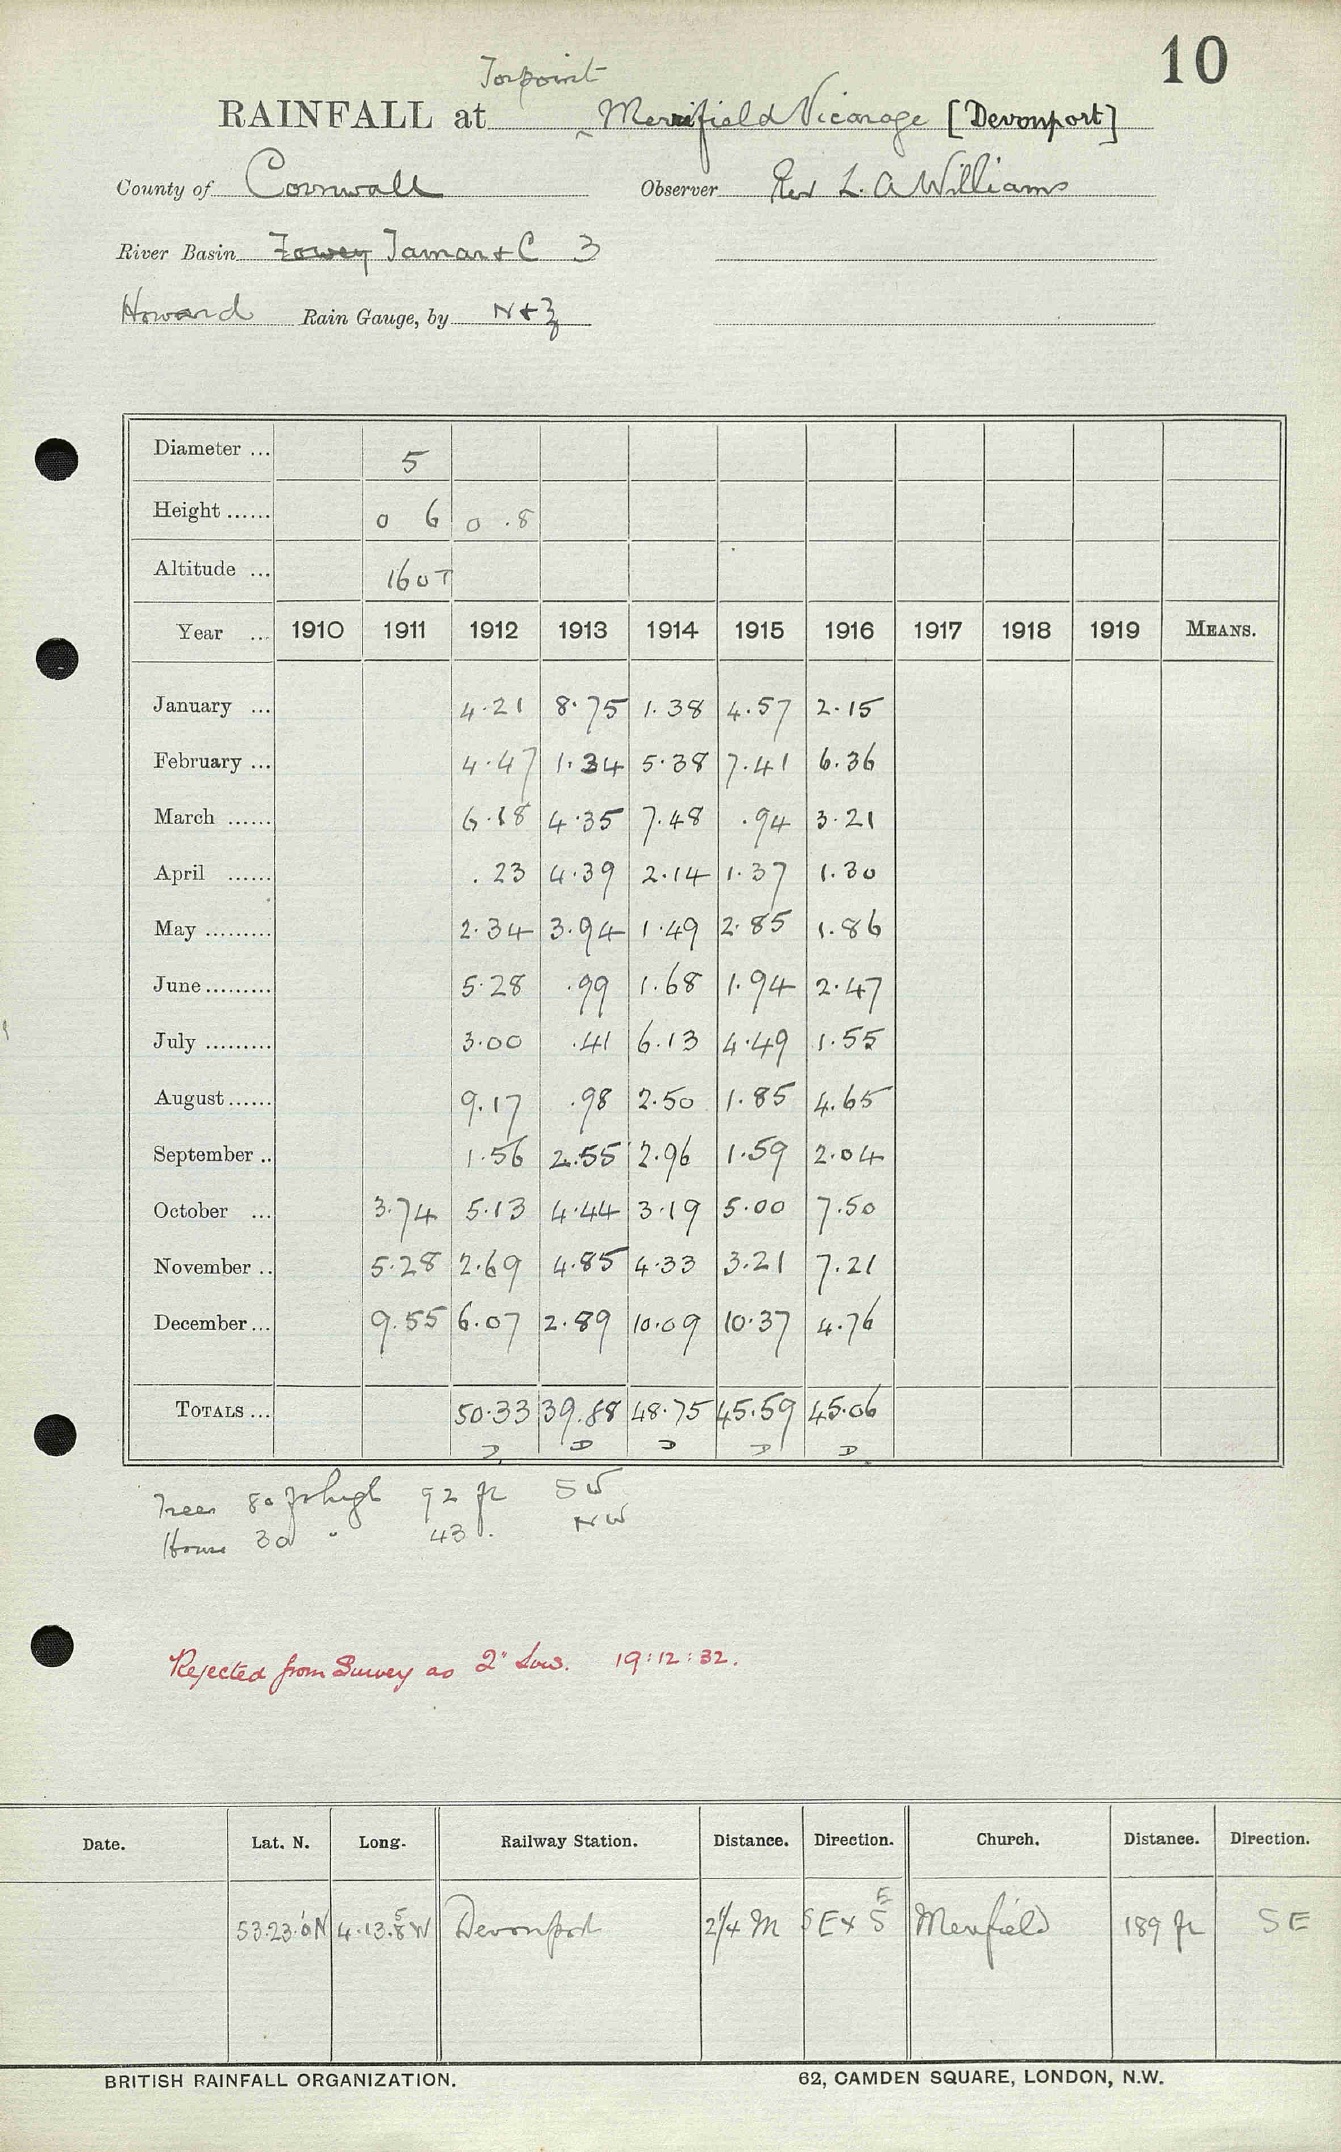 10
Torpoint
RAINFALL at Merrifield Vicarage [Devonport]
County of Cornwall Observer Rev L. A Williams
River Basin Fowey Tamar + C 3
Howard Rain Gauge, by N + Z
Diameter ... 5
Height ...... 0 6 0 .8
Altitude ... 160 T
Year ... 1910 1911 1912 1913 1914 1915 1916 1917 1918 1919 MEANS.
January ... 4.21 8.75 1.38 4.57 2.15
February ... 4.47 1.34 5.38 7.41 6.36
March ...... 6.18 4.35 7.48 .94 3.21
April ...... .23 4.39 2.14 1.37 1.30
May ......... 2.34 3.94 1.49 2.85 1.86
June ......... 5.28 .99 1.68 1.94 2.47
July ......... 3.00 .41 6.13 4.49 1.55
August ...... 9.17 .98 2.50 1.85 4.65
September .. 1.56 2.55 2.96 1.59 2.04
October ... 3.74 5.13 4.44 3.19 5.00 7.50
November .. 5.28 2.69 4.85 4.33 3.21 7.21
December ... 9.55 6.07 2.89 10.09 10.37 4.76
TOTALS ... 50.33 39.88 48.75 45.59 45.06
D D D D D
Trees 80 ft high 92 ft SW
House 30 " 43 . NW
Rejected from Survey as 2" Low. 19:12:32.
Date. Lat. N. Long. Railway Station. Distance. Direction. Church. Distance. Direction.
5 5
53.23.0N 4.13.8W Devonport 2 1/4 M SE x S Merrifield 189 ft SE
BRITISH RAINFALL ORGANIZATION. 62, CAMDEN SQUARE, LONDON, N.W.